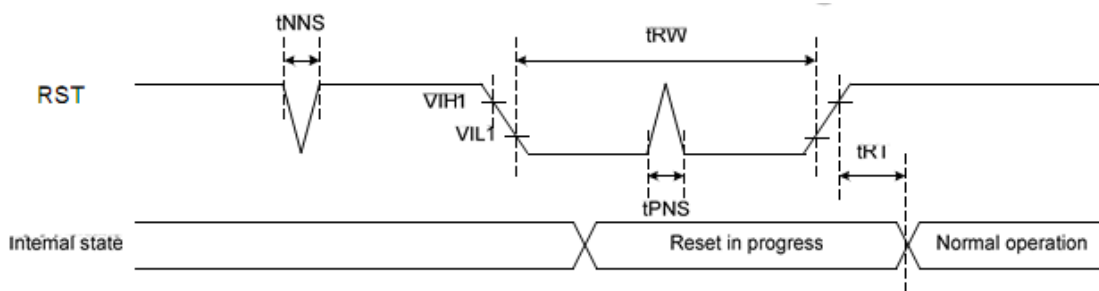 tNNS
tRW
RST
VIH1
VIL1
tRT
tPNS
Internal state
Reset in progress
Normal operation